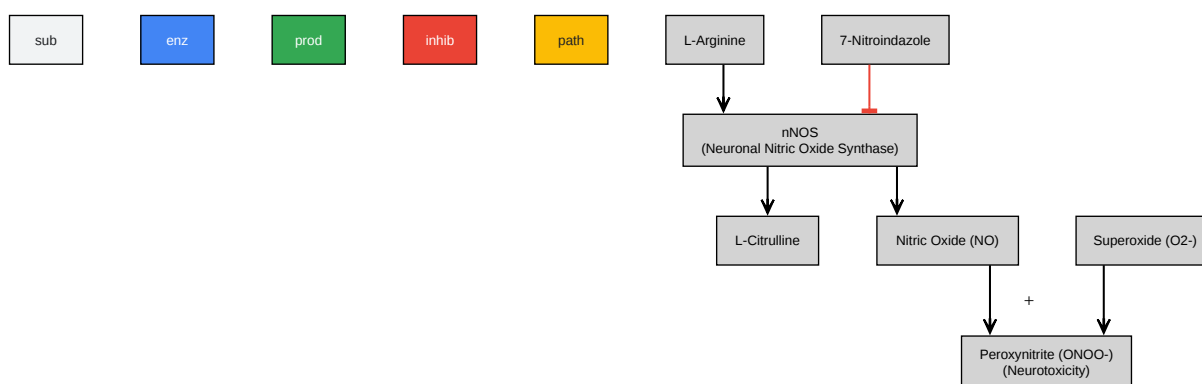 sub
enz
prod
inhib
path
L-Arginine
7-Nitroindazole
nNOS
(Neuronal Nitric Oxide Synthase)
L-Citrulline
Nitric Oxide (NO)
Superoxide (O2-)
+
Peroxynitrite (ONOO-)
(Neurotoxicity)